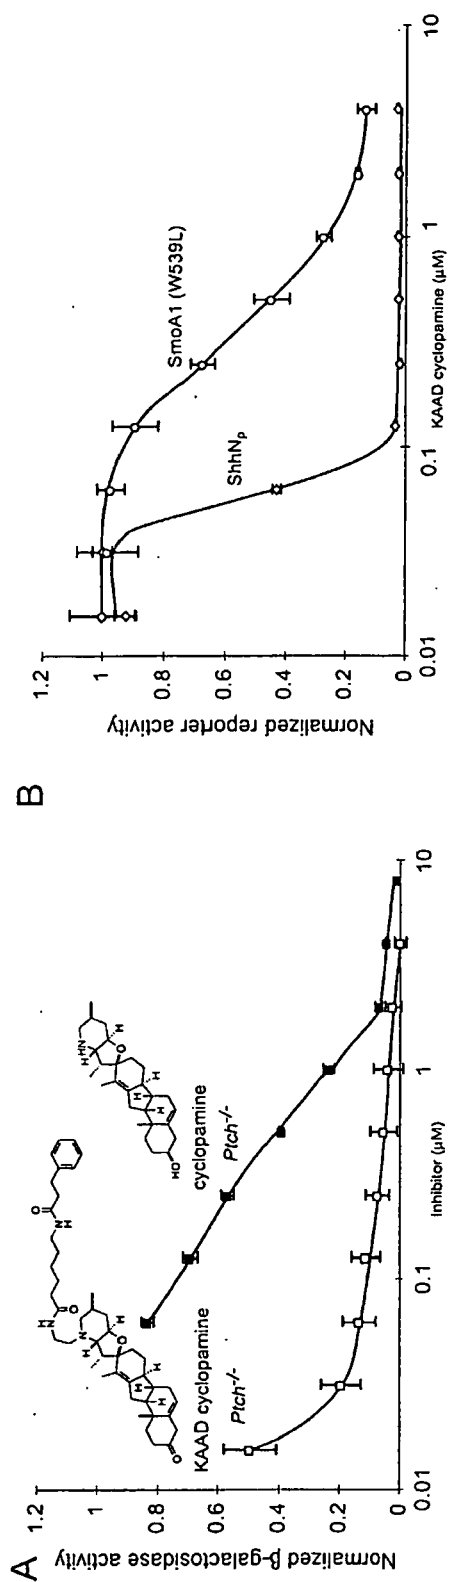 A
Normalized β-galactosidase activity
1.2
1
0.8
0.6
0.4
0.2
0
0.01
0.1
1
10
Inhibitor (µM)
KAAD cyclopamine
Ptch-/-
cyclopamine
Ptch-/-
O
N
H
O
H
N
N
H
O
H
H
H
O
HN
H
O
H
H
H
HO
B
Normalized reporter activity
1.2
1
0.8
0.6
0.4
0.2
0
0.01
0.1
1
10
KAAD cyclopamine (µM)
ShhNp
SmoA1 (W539L)